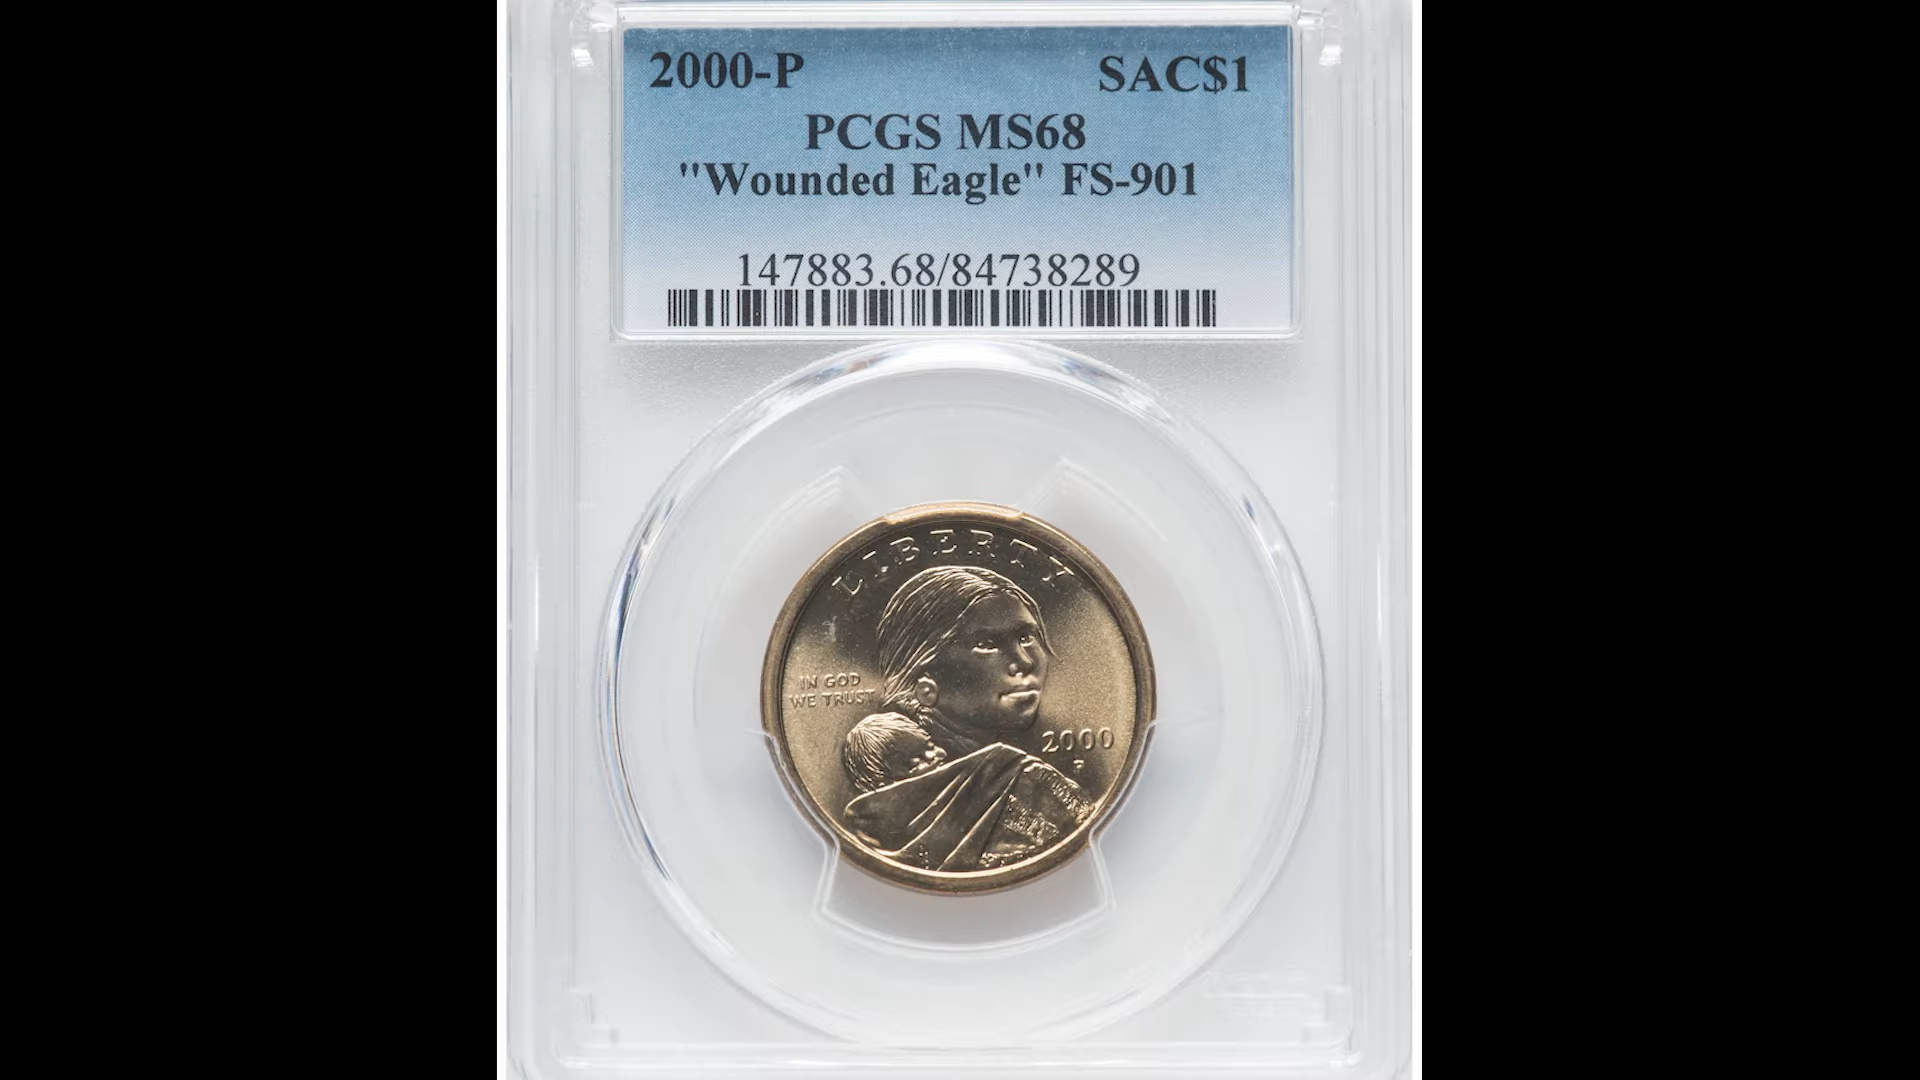 2000-P SAC$1
PCGS MS68
"Wounded Eagle" FS-901
147883.68/84738289
LIBERTY
IN GOD
WE TRUST
2000
P